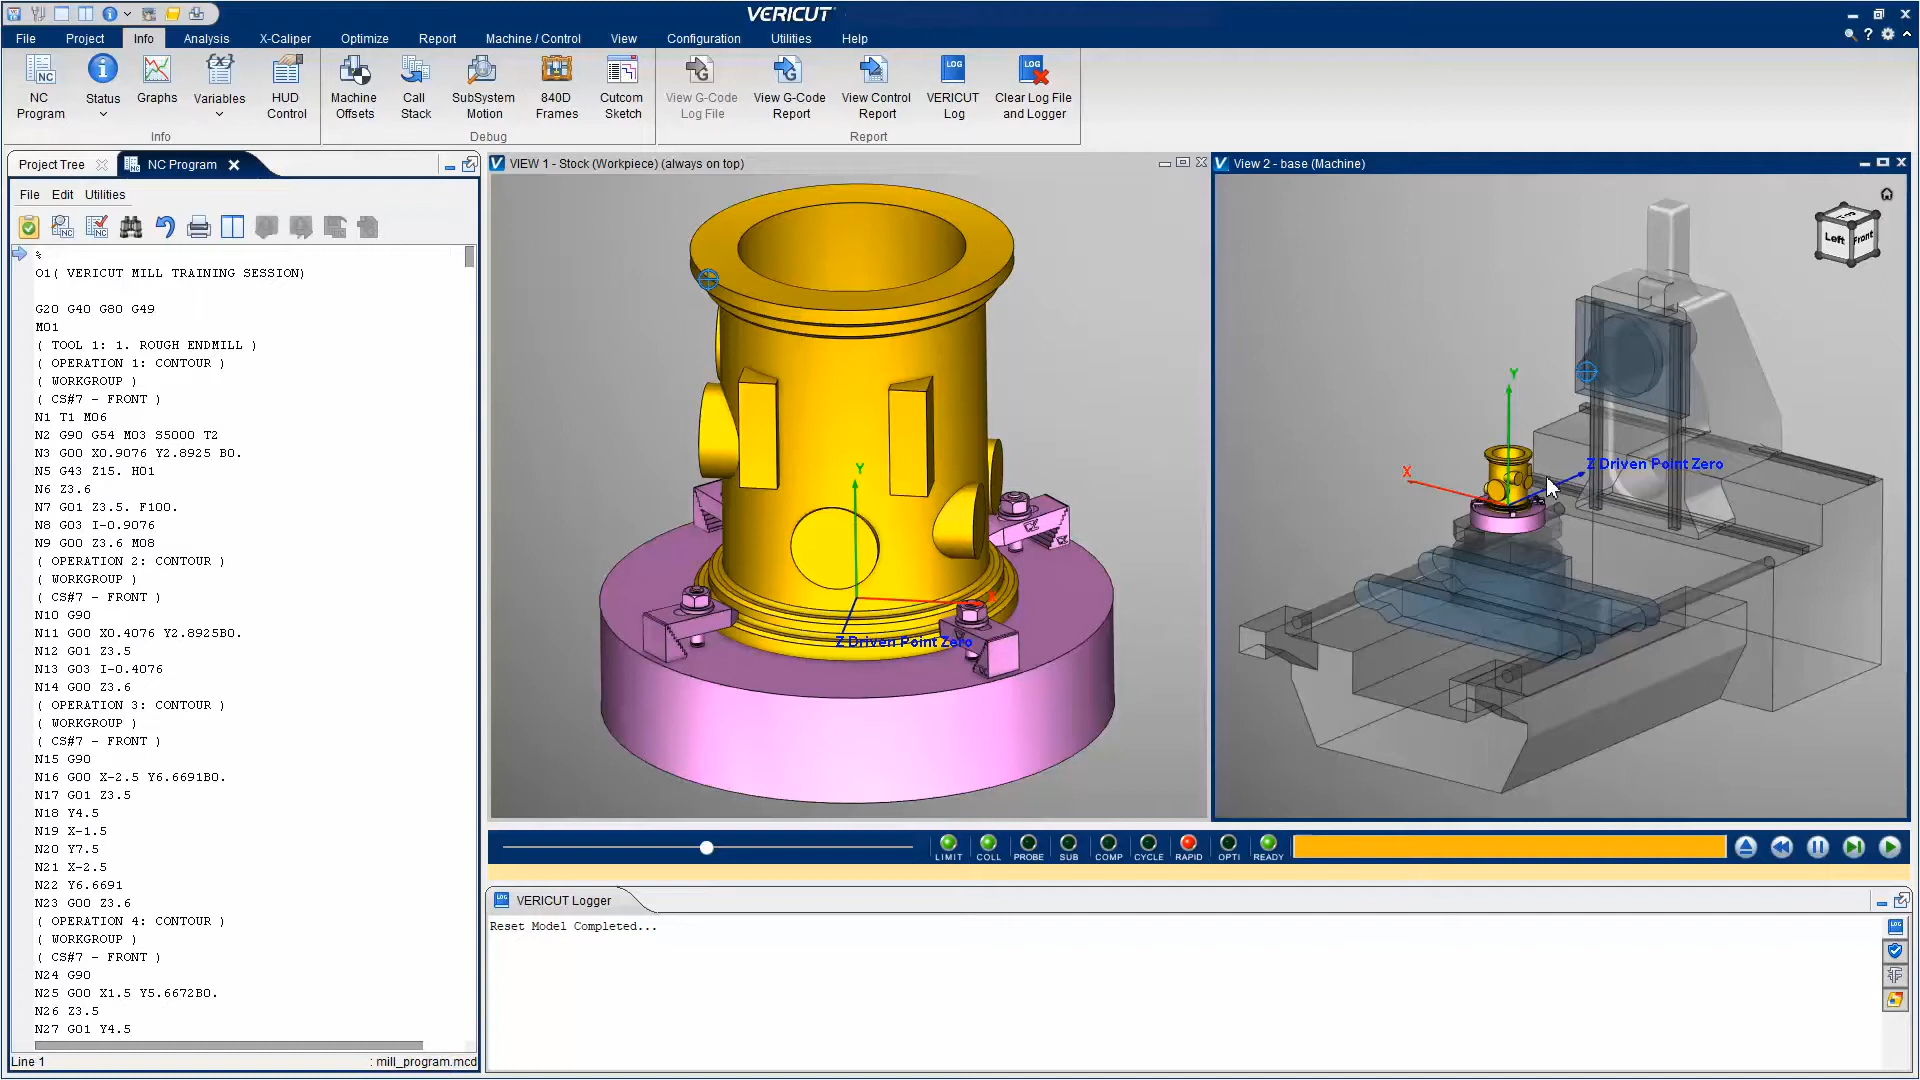 VERICUT
File Project Info Analysis X-Caliper Optimize Report Machine / Control View Configuration Utilities Help
NC Program
Status
Graphs
Variables
HUD Control
Machine Offsets
Call Stack
SubSystem Motion
840D Frames
Cutcom Sketch
View G-Code Log File
View G-Code Report
View Control Report
VERICUT Log
Clear Log File and Logger
Info Debug Report
Project Tree NC Program
File Edit Utilities
%
O1( VERICUT MILL TRAINING SESSION)
G20 G40 G80 G49
M01
( TOOL 1: 1. ROUGH ENDMILL )
( OPERATION 1: CONTOUR )
( WORKGROUP )
( CS#7 - FRONT )
N1 T1 M06
N2 G90 G54 M03 S5000 T2
N3 G00 X0.9076 Y2.8925 B0.
N5 G43 Z15. H01
N6 Z3.6
N7 G01 Z3.5. F100.
N8 G03 I-0.9076
N9 G00 Z3.6 M08
( OPERATION 2: CONTOUR )
( WORKGROUP )
( CS#7 - FRONT )
N10 G90
N11 G00 X0.4076 Y2.8925B0.
N12 G01 Z3.5
N13 G03 I-0.4076
N14 G00 Z3.6
( OPERATION 3: CONTOUR )
( WORKGROUP )
( CS#7 - FRONT )
N15 G90
N16 G00 X-2.5 Y6.6691B0.
N17 G01 Z3.5
N18 Y4.5
N19 X-1.5
N20 Y7.5
N21 X-2.5
N22 Y6.6691
N23 G00 Z3.6
( OPERATION 4: CONTOUR )
( WORKGROUP )
( CS#7 - FRONT )
N24 G90
N25 G00 X1.5 Y5.6672B0.
N26 Z3.5
N27 G01 Y4.5
Line 1 : mill_program.mcd
VIEW 1 - Stock (Workpiece) (always on top)
Y
X
Z Driven Point Zero
View 2 - base (Machine)
Top
Left Front
Y
X
Z Driven Point Zero
LIMIT COLL PROBE SUB COMP CYCLE RAPID OPTI READY
VERICUT Logger
Reset Model Completed...